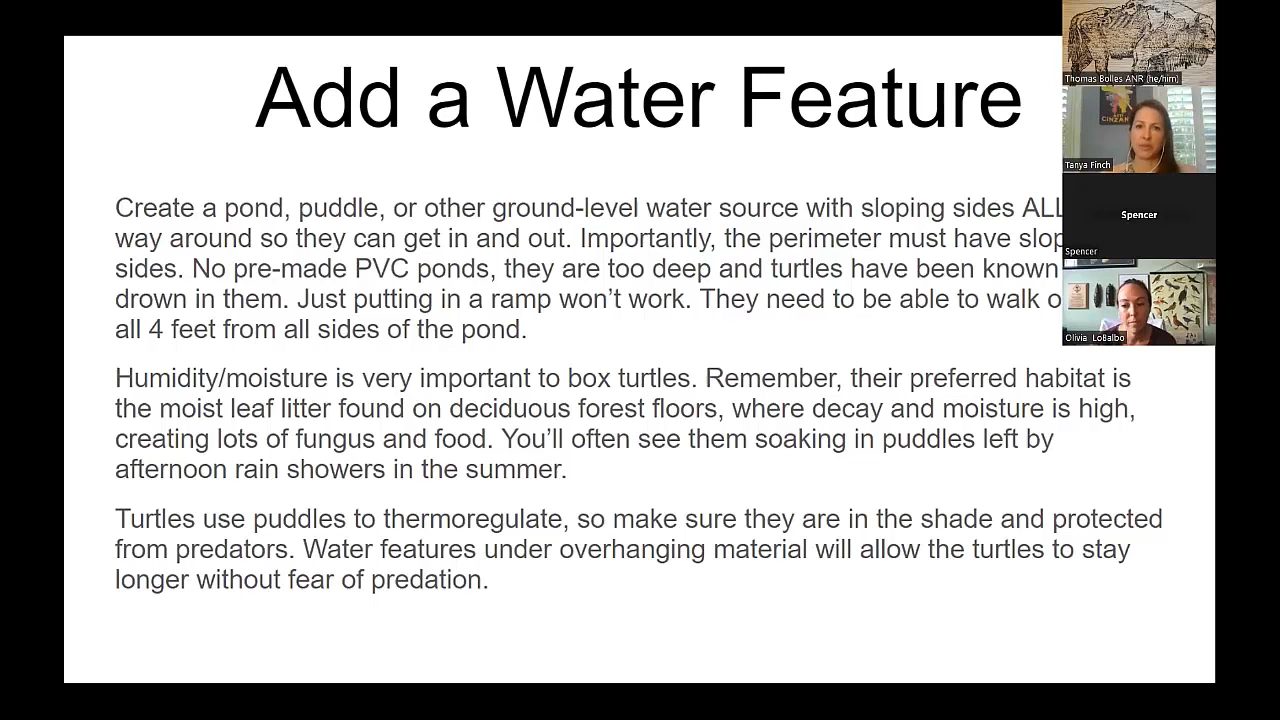 Add a Water Feature
Create a pond, puddle, or other ground-level water source with sloping sides ALL
way around so they can get in and out. Importantly, the perimeter must have slop
sides. No pre-made PVC ponds, they are too deep and turtles have been known
drown in them. Just putting in a ramp won't work. They need to be able to walk o
all 4 feet from all sides of the pond.
Humidity/moisture is very important to box turtles. Remember, their preferred habitat is
the moist leaf litter found on deciduous forest floors, where decay and moisture is high,
creating lots of fungus and food. You'll often see them soaking in puddles left by
afternoon rain showers in the summer.
Turtles use puddles to thermoregulate, so make sure they are in the shade and protected
from predators. Water features under overhanging material will allow the turtles to stay
longer without fear of predation.
Thomas Bolles ANR (he/him)
CINZAN
Tanya Finch
Spencer
Spencer
Olivia LoBalbo